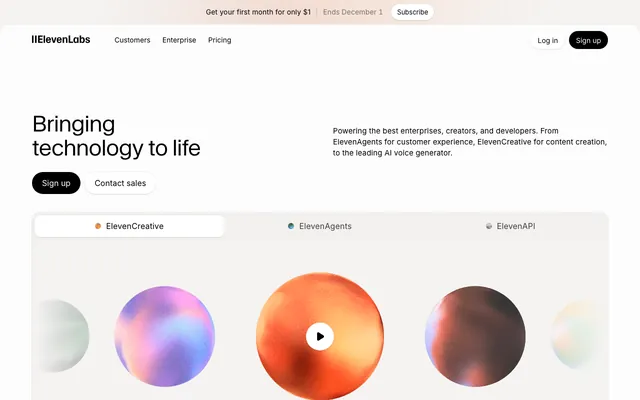 Get your first month for only $1 | Ends December 1 Subscribe
IIElevenLabs Customers Enterprise Pricing Log in Sign up
Bringing
technology to life
Powering the best enterprises, creators, and developers. From
ElevenAgents for customer experience, ElevenCreative for content creation,
to the leading AI voice generator.
Sign up Contact sales
ElevenCreative ElevenAgents ElevenAPI